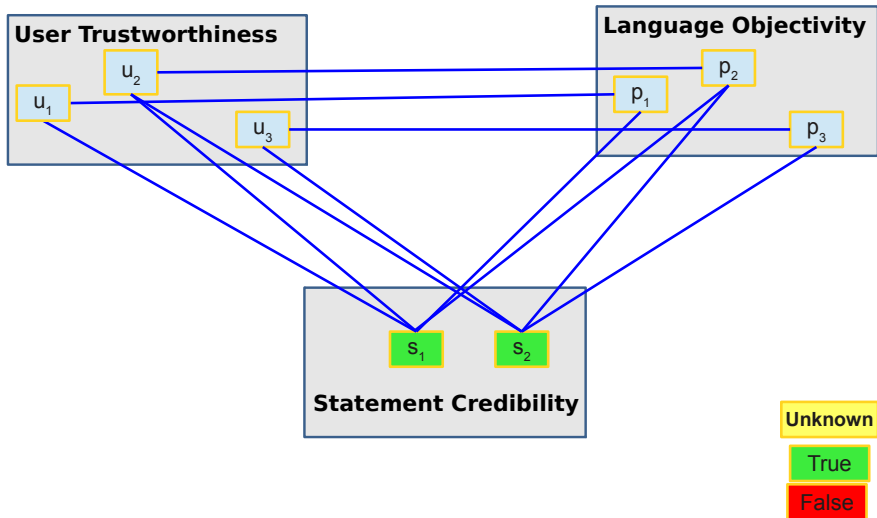 User Trustworthiness
Language Objectivity
u2
p2
u1
p1
u3
p3
s1
s2
Statement Credibility
Unknown
True
False